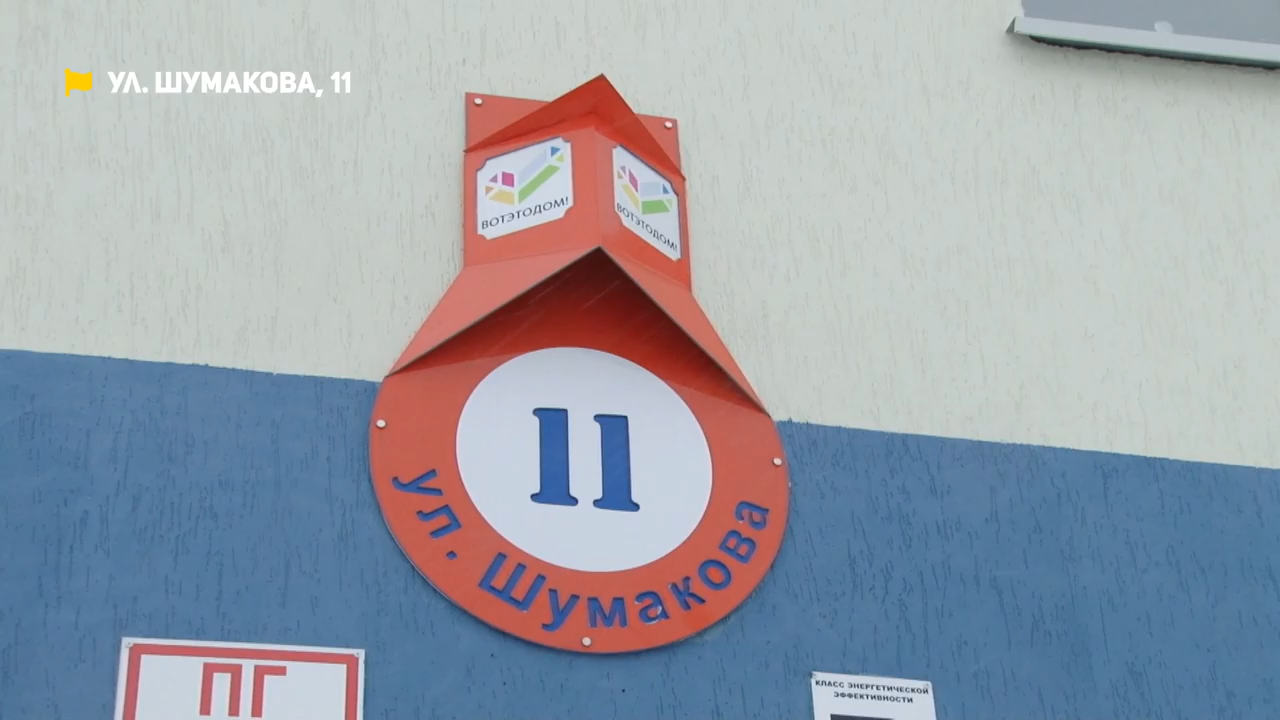 УЛ. ШУМАКОВА, 11
ВОТЭТОДОМ!
ВОТЭТОДОМ!
11
ул. Шумакова
ПГ
КЛАСС ЭНЕРГЕТИЧЕСКОЙ
ЭФФЕКТИВНОСТИ